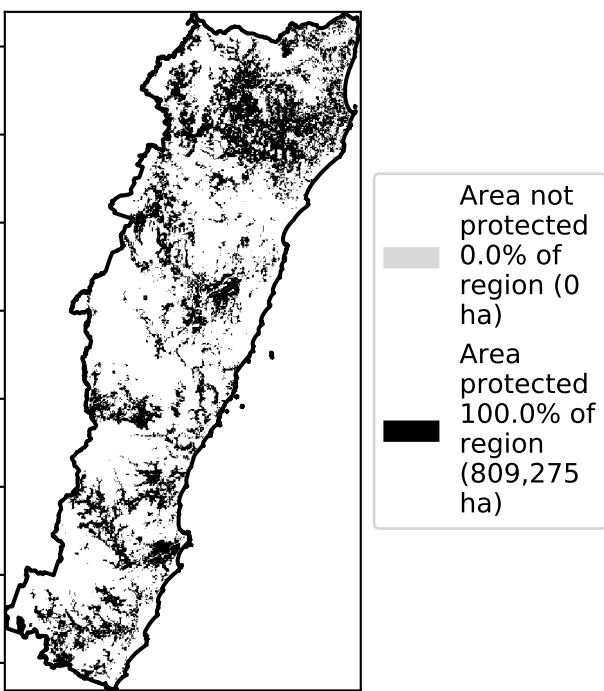 Area not
protected
0.0% of
region (0
ha)
Area
protected
100.0% of
region
(809,275
ha)